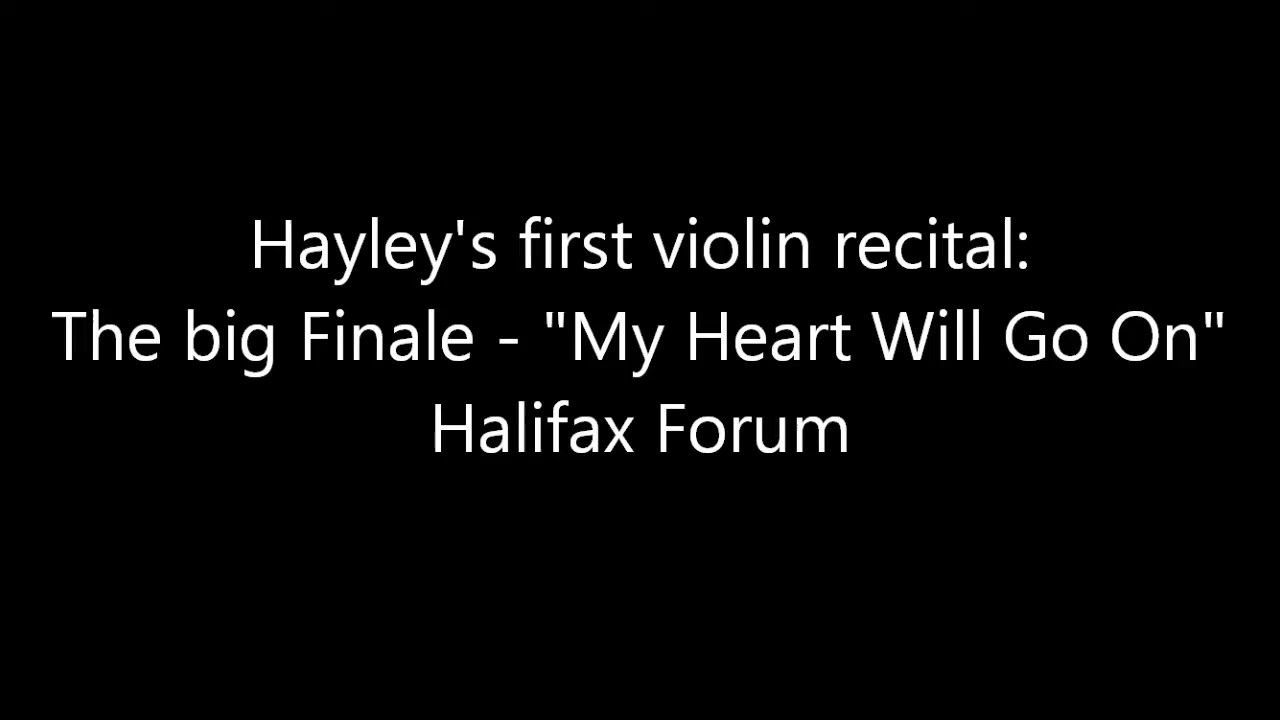 Hayley's first violin recital:
The big Finale - "My Heart Will Go On"
Halifax Forum